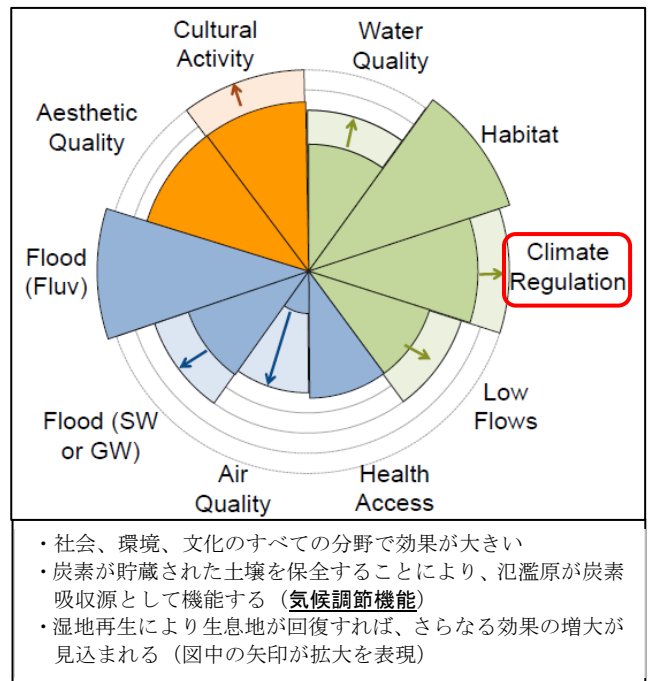 Cultural
Activity
Water
Quality
Aesthetic
Quality
Habitat
Flood
(Fluv)
Climate
Regulation
Flood (SW
or GW)
Low
Flows
Air
Quality
Health
Access
・社会、環境、文化のすべての分野で効果が大きい
・炭素が貯蔵された土壌を保全することにより、氾濫原が炭素
吸収源として機能する（気候調節機能）
・湿地再生により生息地が回復すれば、さらなる効果の増大が
見込まれる（図中の矢印が拡大を表現）